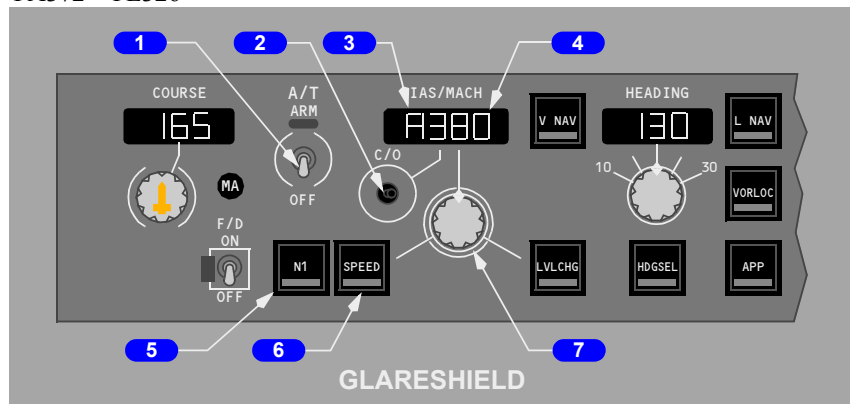 1
2
3
4
COURSE
165
A/T
ARM
OFF
MA
F/D
ON
OFF
IAS/MACH
A380
C/O
V NAV
HEADING
130
10
30
L NAV
VORLOC
N1
SPEED
LVLCHG
HDGSEL
APP
5
6
7
GLARESHIELD